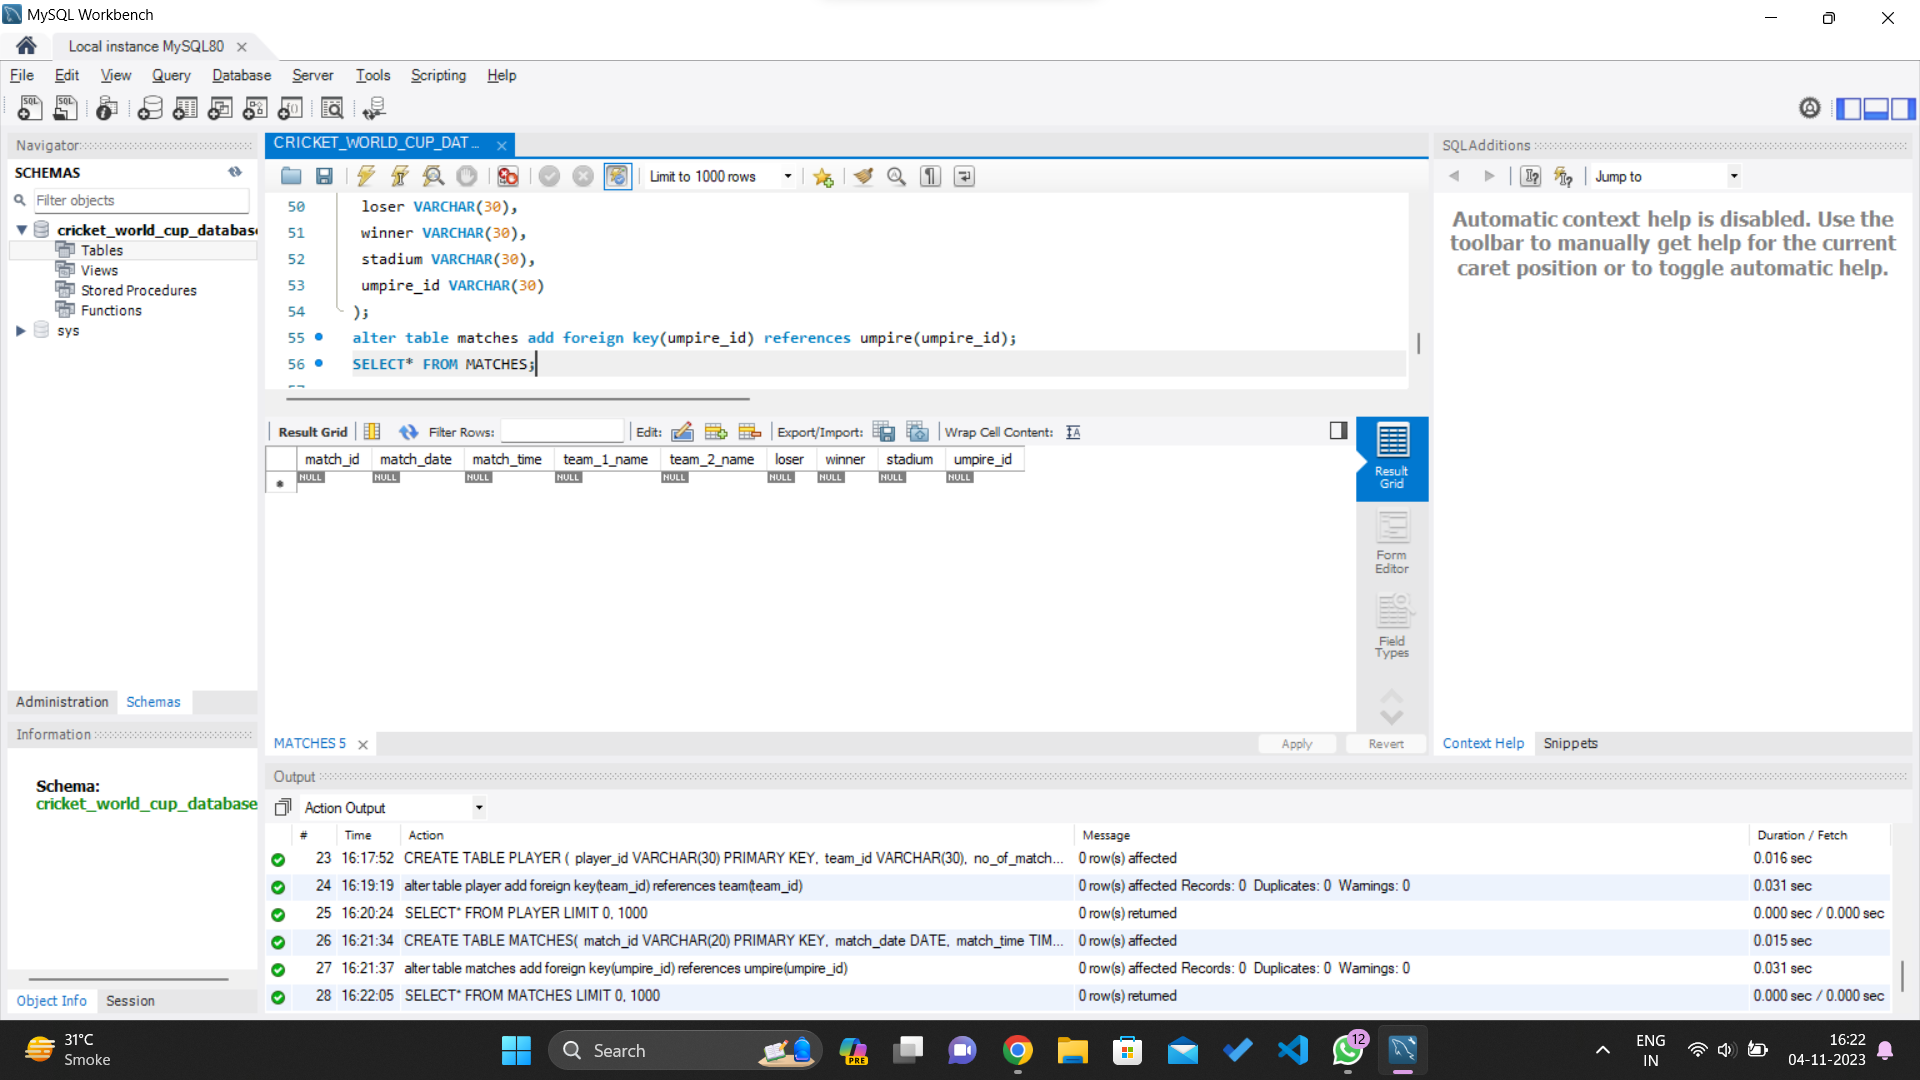 MySQL Workbench
Local instance MySQL80
File Edit View Query Database Server Tools Scripting Help
Navigator
SCHEMAS
Filter objects
cricket_world_cup_database
Tables
Views
Stored Procedures
Functions
sys
Administration Schemas
Information
Schema:
cricket_world_cup_database
Object Info Session
CRICKET_WORLD_CUP_DAT...
Limit to 1000 rows
50 loser VARCHAR(30),
51 winner VARCHAR(30),
52 stadium VARCHAR(30),
53 umpire_id VARCHAR(30)
54 );
55 alter table matches add foreign key(umpire_id) references umpire(umpire_id);
56 SELECT* FROM MATCHES;
Result Grid Filter Rows: Edit: Export/Import: Wrap Cell Content:
match_id match_date match_time team_1_name team_2_name loser winner stadium umpire_id
NULL NULL NULL NULL NULL NULL NULL NULL NULL
Result
Grid
Form
Editor
Field
Types
MATCHES 5
Apply Revert
SQLAdditions
Jump to
Automatic context help is disabled. Use the
toolbar to manually get help for the current
caret position or to toggle automatic help.
Context Help Snippets
Output
Action Output
# Time Action Message Duration / Fetch
23 16:17:52 CREATE TABLE PLAYER ( player_id VARCHAR(30) PRIMARY KEY, team_id VARCHAR(30), no_of_match... 0 row(s) affected 0.016 sec
24 16:19:19 alter table player add foreign key(team_id) references team(team_id) 0 row(s) affected Records: 0 Duplicates: 0 Warnings: 0 0.031 sec
25 16:20:24 SELECT* FROM PLAYER LIMIT 0, 1000 0 row(s) returned 0.000 sec / 0.000 sec
26 16:21:34 CREATE TABLE MATCHES( match_id VARCHAR(20) PRIMARY KEY, match_date DATE, match_time TIM... 0 row(s) affected 0.015 sec
27 16:21:37 alter table matches add foreign key(umpire_id) references umpire(umpire_id) 0 row(s) affected Records: 0 Duplicates: 0 Warnings: 0 0.031 sec
28 16:22:05 SELECT* FROM MATCHES LIMIT 0, 1000 0 row(s) returned 0.000 sec / 0.000 sec
31°C
Smoke
Search
PRE
12
ENG
IN
16:22
04-11-2023